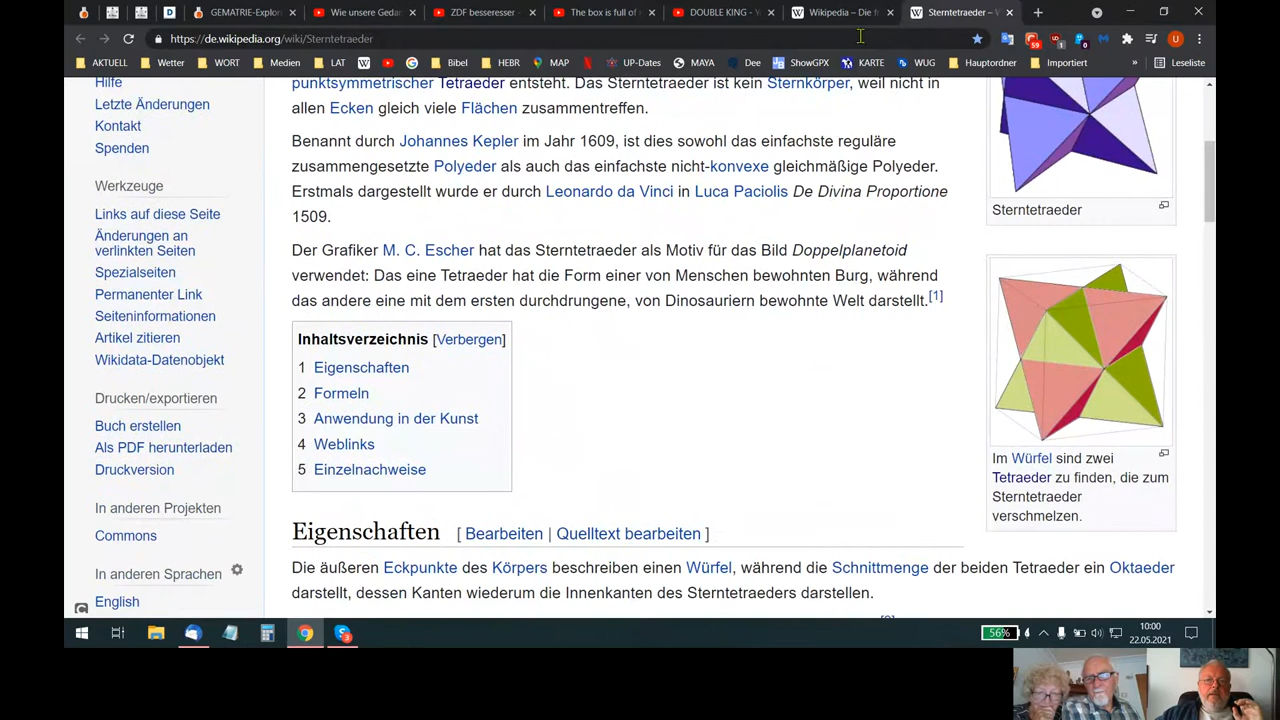 GEMATRIE-Explor
Wie unsere Geda
ZDF besseresser -
The box is full of
DOUBLE KING - Y
Wikipedia – Die fr
Sterntetraeder – W
https://de.wikipedia.org/wiki/Sterntetraeder
59
1
0
U
AKTUELL
Wetter
WORT
Medien
LAT
Bibel
HEBR
MAP
UP-Dates
MAYA
Dee
ShowGPX
KARTE
WUG
Hauptordner
Importiert
»
Leseliste
Hilfe
Letzte Änderungen
Kontakt
Spenden
Werkzeuge
Links auf diese Seite
Änderungen an
verlinkten Seiten
Spezialseiten
Permanenter Link
Seiteninformationen
Artikel zitieren
Wikidata-Datenobjekt
Drucken/exportieren
Buch erstellen
Als PDF herunterladen
Druckversion
In anderen Projekten
Commons
In anderen Sprachen
English
punktsymmetrischer Tetraeder entsteht. Das Sterntetraeder ist kein Sternkörper, weil nicht in
allen Ecken gleich viele Flächen zusammentreffen.
Benannt durch Johannes Kepler im Jahr 1609, ist dies sowohl das einfachste reguläre
zusammengesetzte Polyeder als auch das einfachste nicht-konvexe gleichmäßige Polyeder.
Erstmals dargestellt wurde er durch Leonardo da Vinci in Luca Paciolis De Divina Proportione
1509.
Der Grafiker M. C. Escher hat das Sterntetraeder als Motiv für das Bild Doppelplanetoid
verwendet: Das eine Tetraeder hat die Form einer von Menschen bewohnten Burg, während
das andere eine mit dem ersten durchdrungene, von Dinosauriern bewohnte Welt darstellt.[1]
Inhaltsverzeichnis [Verbergen]
1 Eigenschaften
2 Formeln
3 Anwendung in der Kunst
4 Weblinks
5 Einzelnachweise
Eigenschaften [ Bearbeiten | Quelltext bearbeiten ]
Die äußeren Eckpunkte des Körpers beschreiben einen Würfel, während die Schnittmenge der beiden Tetraeder ein Oktaeder
darstellt, dessen Kanten wiederum die Innenkanten des Sterntetraeders darstellen.
Sterntetraeder
Im Würfel sind zwei
Tetraeder zu finden, die zum
Sterntetraeder
verschmelzen.
56%
10:00
22.05.2021